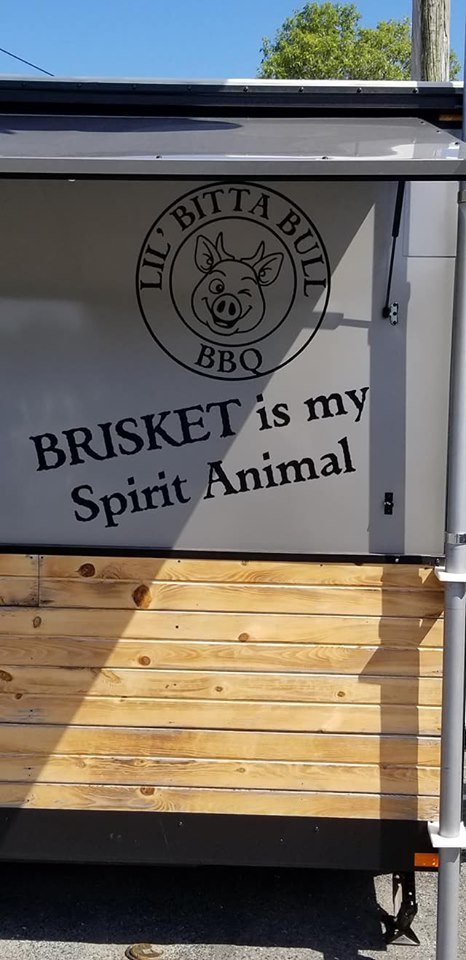 LIL' BITTA BULL
BBQ
BRISKET is my
Spirit Animal